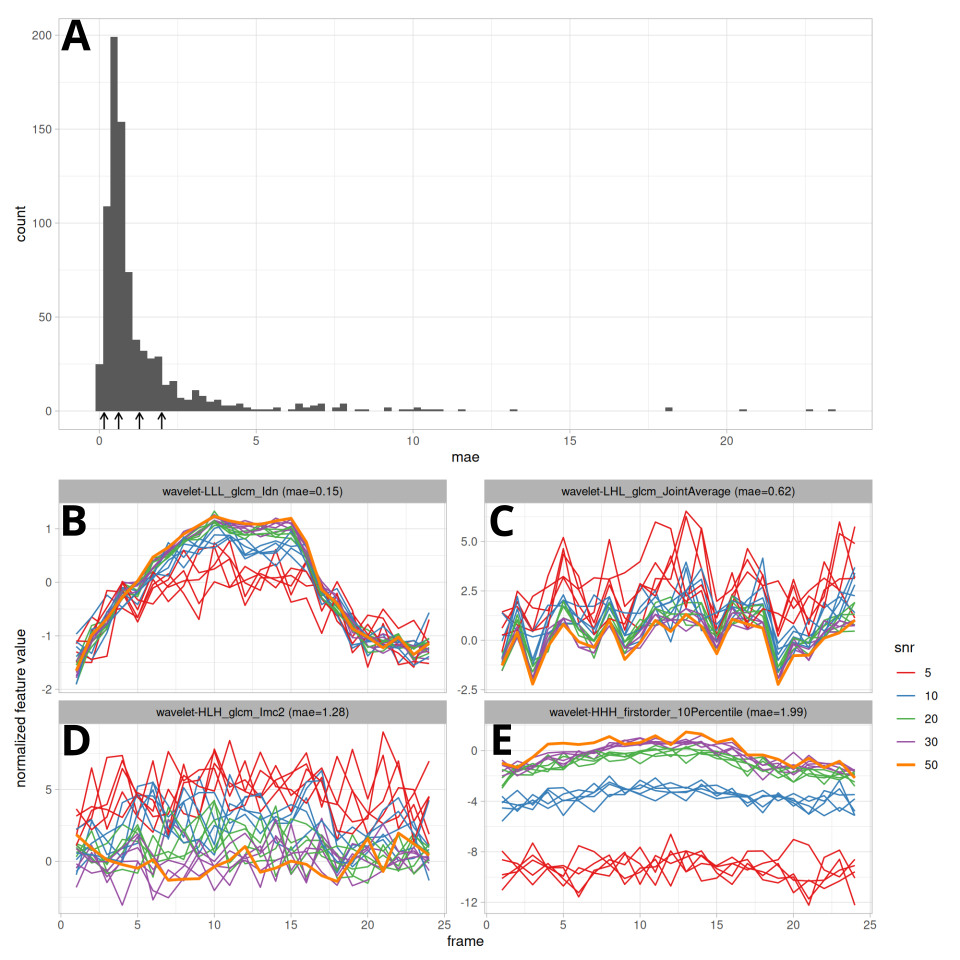 A
200
150
100
50
0
count
0 5 10 15 20
mae
wavelet-LLL_glcm_Idn (mae=0.15)
B
1
0
-1
-2
wavelet-LHL_glcm_JointAverage (mae=0.62)
C
5.0
2.5
0.0
-2.5
wavelet-HLH_glcm_Imc2 (mae=1.28)
D
5
0
0 5 10 15 20 25
wavelet-HHH_firstorder_10Percentile (mae=1.99)
E
0
-4
-8
-12
0 5 10 15 20 25
normalized feature value
frame
snr
5
10
20
30
50